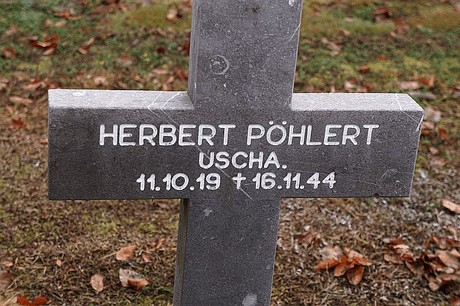 HERBERT PÖHLERT
USCHA.
11.10.19 ✝ 16.11.44